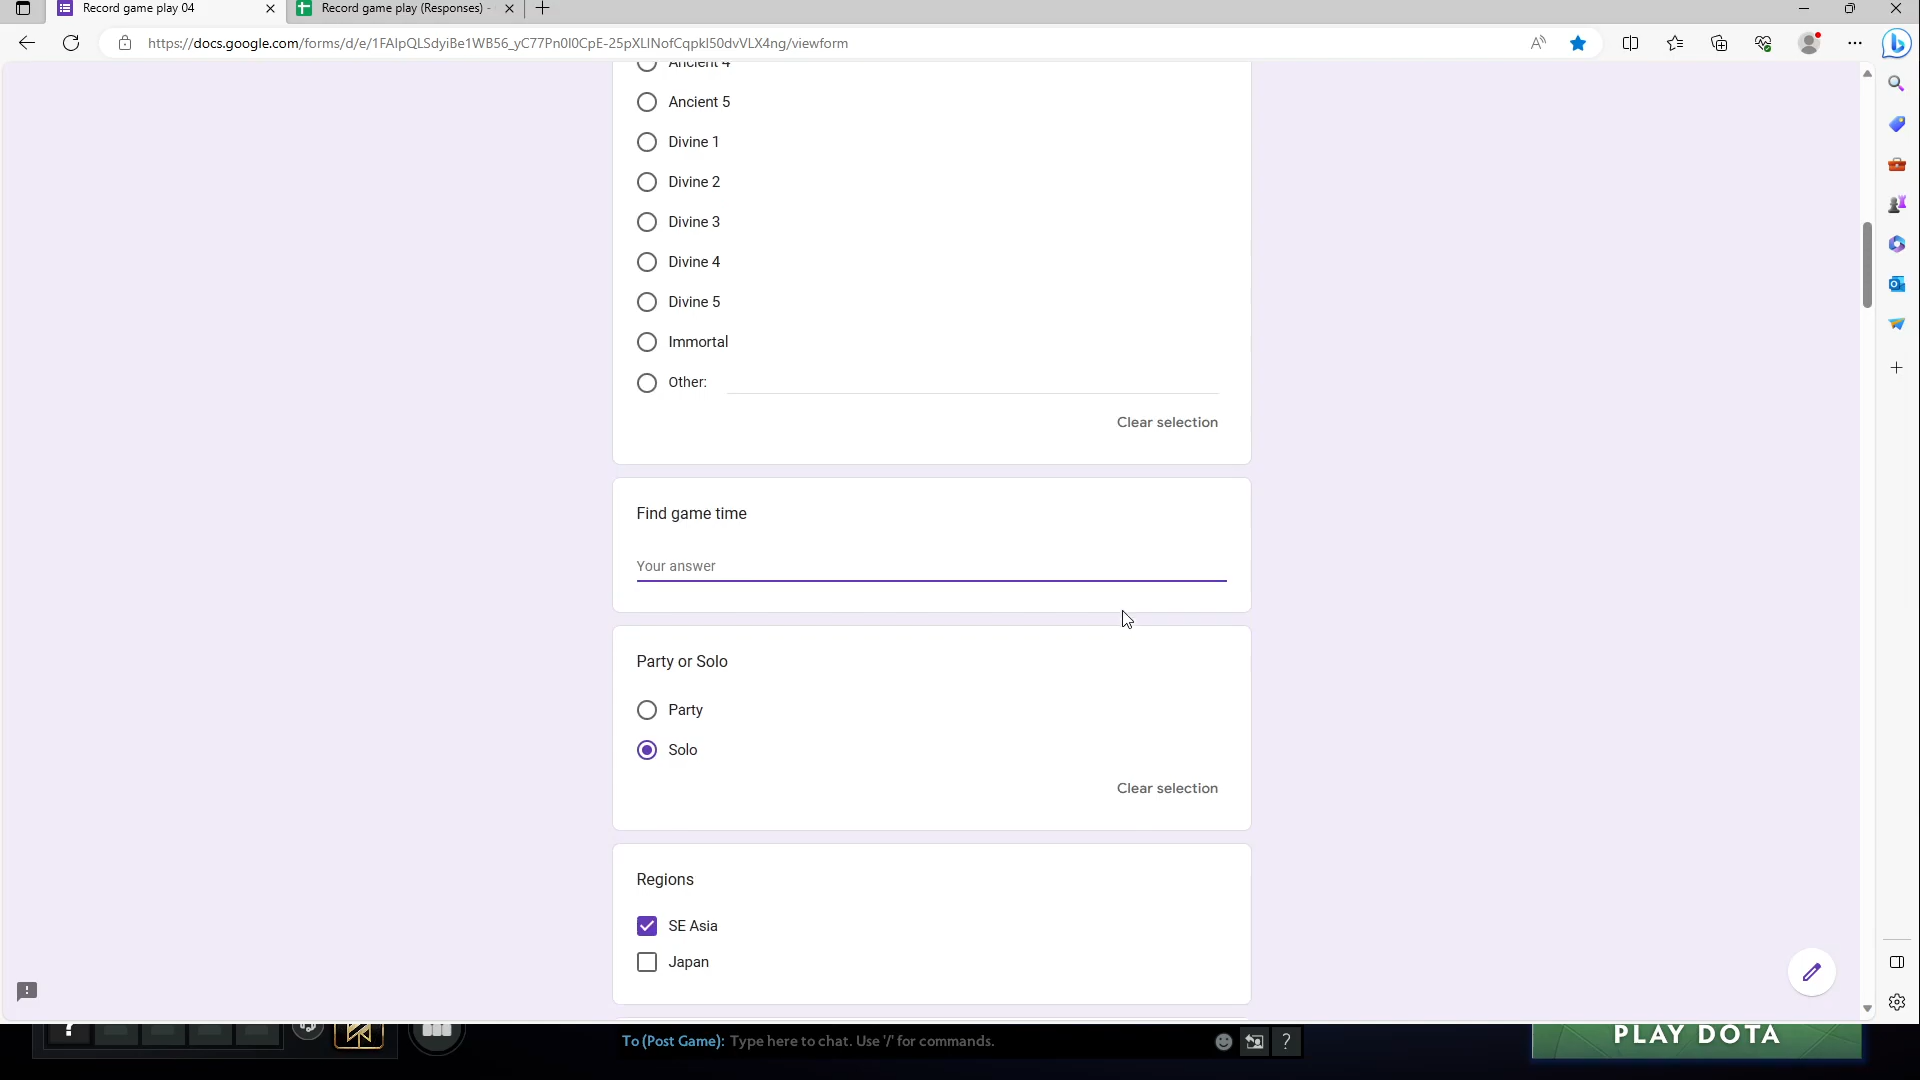 Record game play 04
Record game play (Responses) -
https://docs.google.com/forms/d/e/1FAIpQLSdyiBe1WB56_yC77Pn0I0CpE-25pXLINofCqpkI50dvVLX4ng/viewform
Ancient 4
Ancient 5
Divine 1
Divine 2
Divine 3
Divine 4
Divine 5
Immortal
Other:
Clear selection
Find game time
Your answer
Party or Solo
Party
Solo
Clear selection
Regions
SE Asia
Japan
To (Post Game): Type here to chat. Use '/' for commands.
?
?
PLAY DOTA